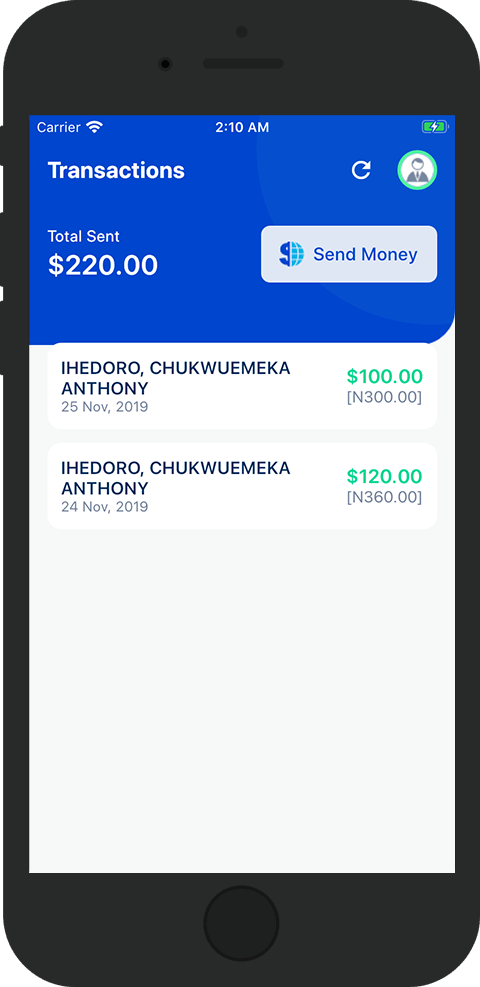 Carrier 2:10 AM
Transactions
Total Sent
$220.00
Send Money
IHEDORO, CHUKWUEMEKA
ANTHONY
25 Nov, 2019
$100.00
[N300.00]
IHEDORO, CHUKWUEMEKA
ANTHONY
24 Nov, 2019
$120.00
[N360.00]